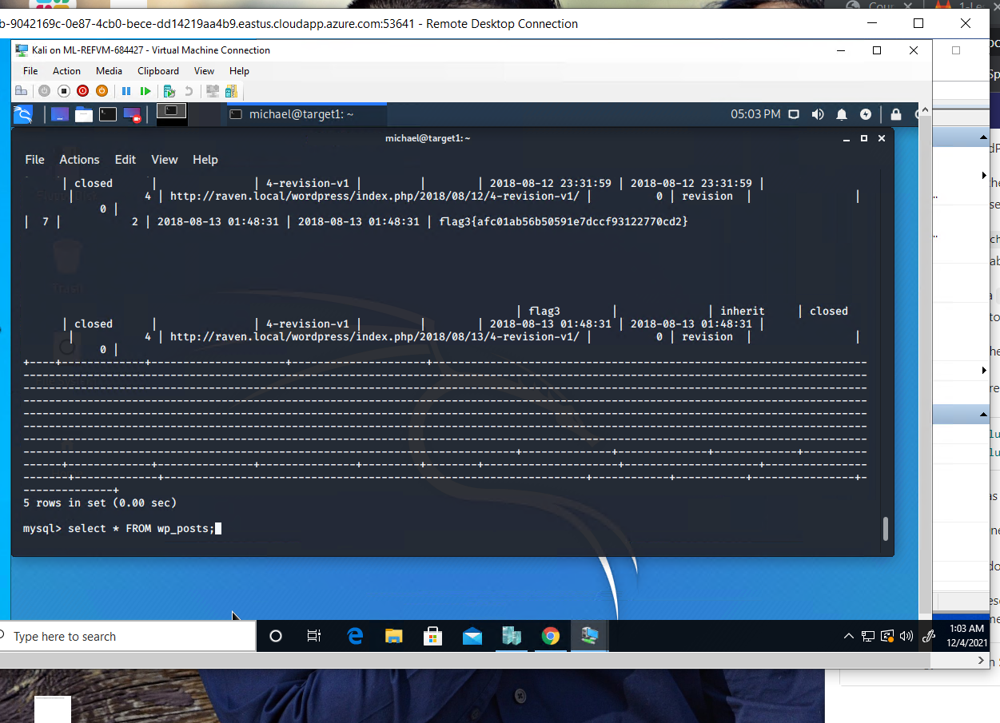 b-9042169c-0e87-4cb0-bece-dd14219aa4b9.eastus.cloudapp.azure.com:53641 - Remote Desktop Connection
Kali on ML-REFVM-684427 - Virtual Machine Connection
File Action Media Clipboard View Help
michael@target1: ~ 05:03 PM
michael@target1:~
File Actions Edit View Help
| closed | | 4-revision-v1 | | | 2018-08-12 23:31:59 | 2018-08-12 23:31:59 |
| 4 | http://raven.local/wordpress/index.php/2018/08/12/4-revision-v1/ | 0 | revision | |
0 |
| 7 | 2 | 2018-08-13 01:48:31 | 2018-08-13 01:48:31 | flag3{afc01ab56b50591e7dccf93122770cd2}
Trash
| flag3 | | inherit | closed
| closed | | 4-revision-v1 | | | 2018-08-13 01:48:31 | 2018-08-13 01:48:31 |
| 4 | http://raven.local/wordpress/index.php/2018/08/13/4-revision-v1/ | 0 | revision | |
0 |
5 rows in set (0.00 sec)
mysql> select * FROM wp_posts;
Type here to search
1:03 AM
12/4/2021